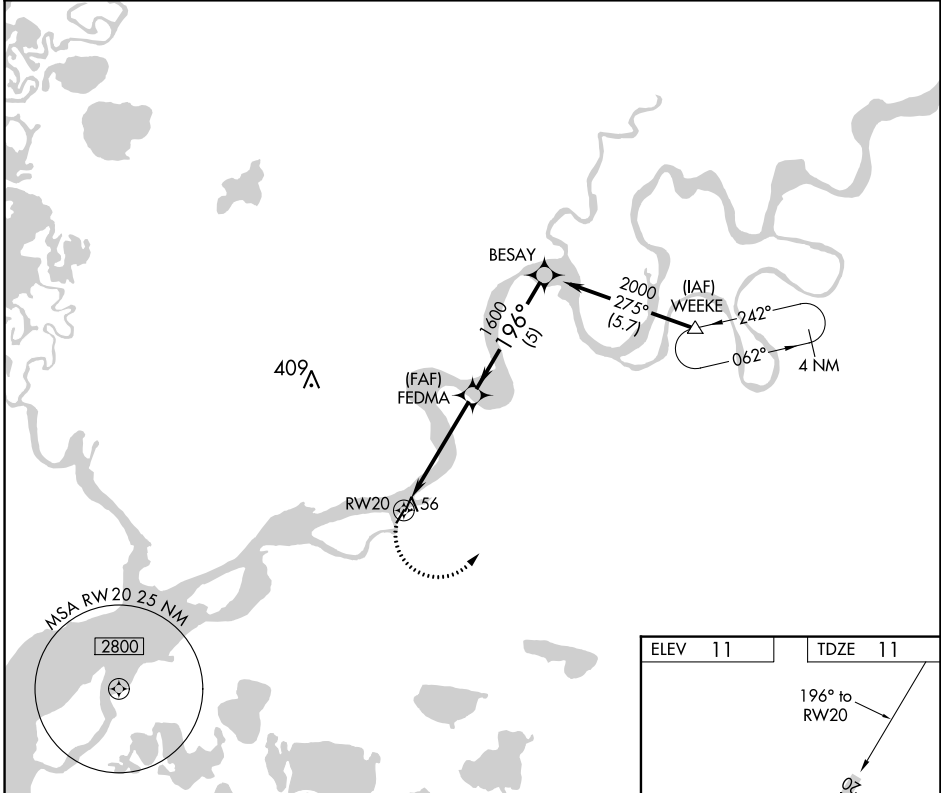 BESAY
2000
275°
(5.7)
(IAF)
WEEKE
242°
062°
4 NM
1600
196°
(5)
409
(FAF)
FEDMA
RW20
56
MSA RW20 25 NM
2800
ELEV 11
TDZE 11
196° to
RW20
20